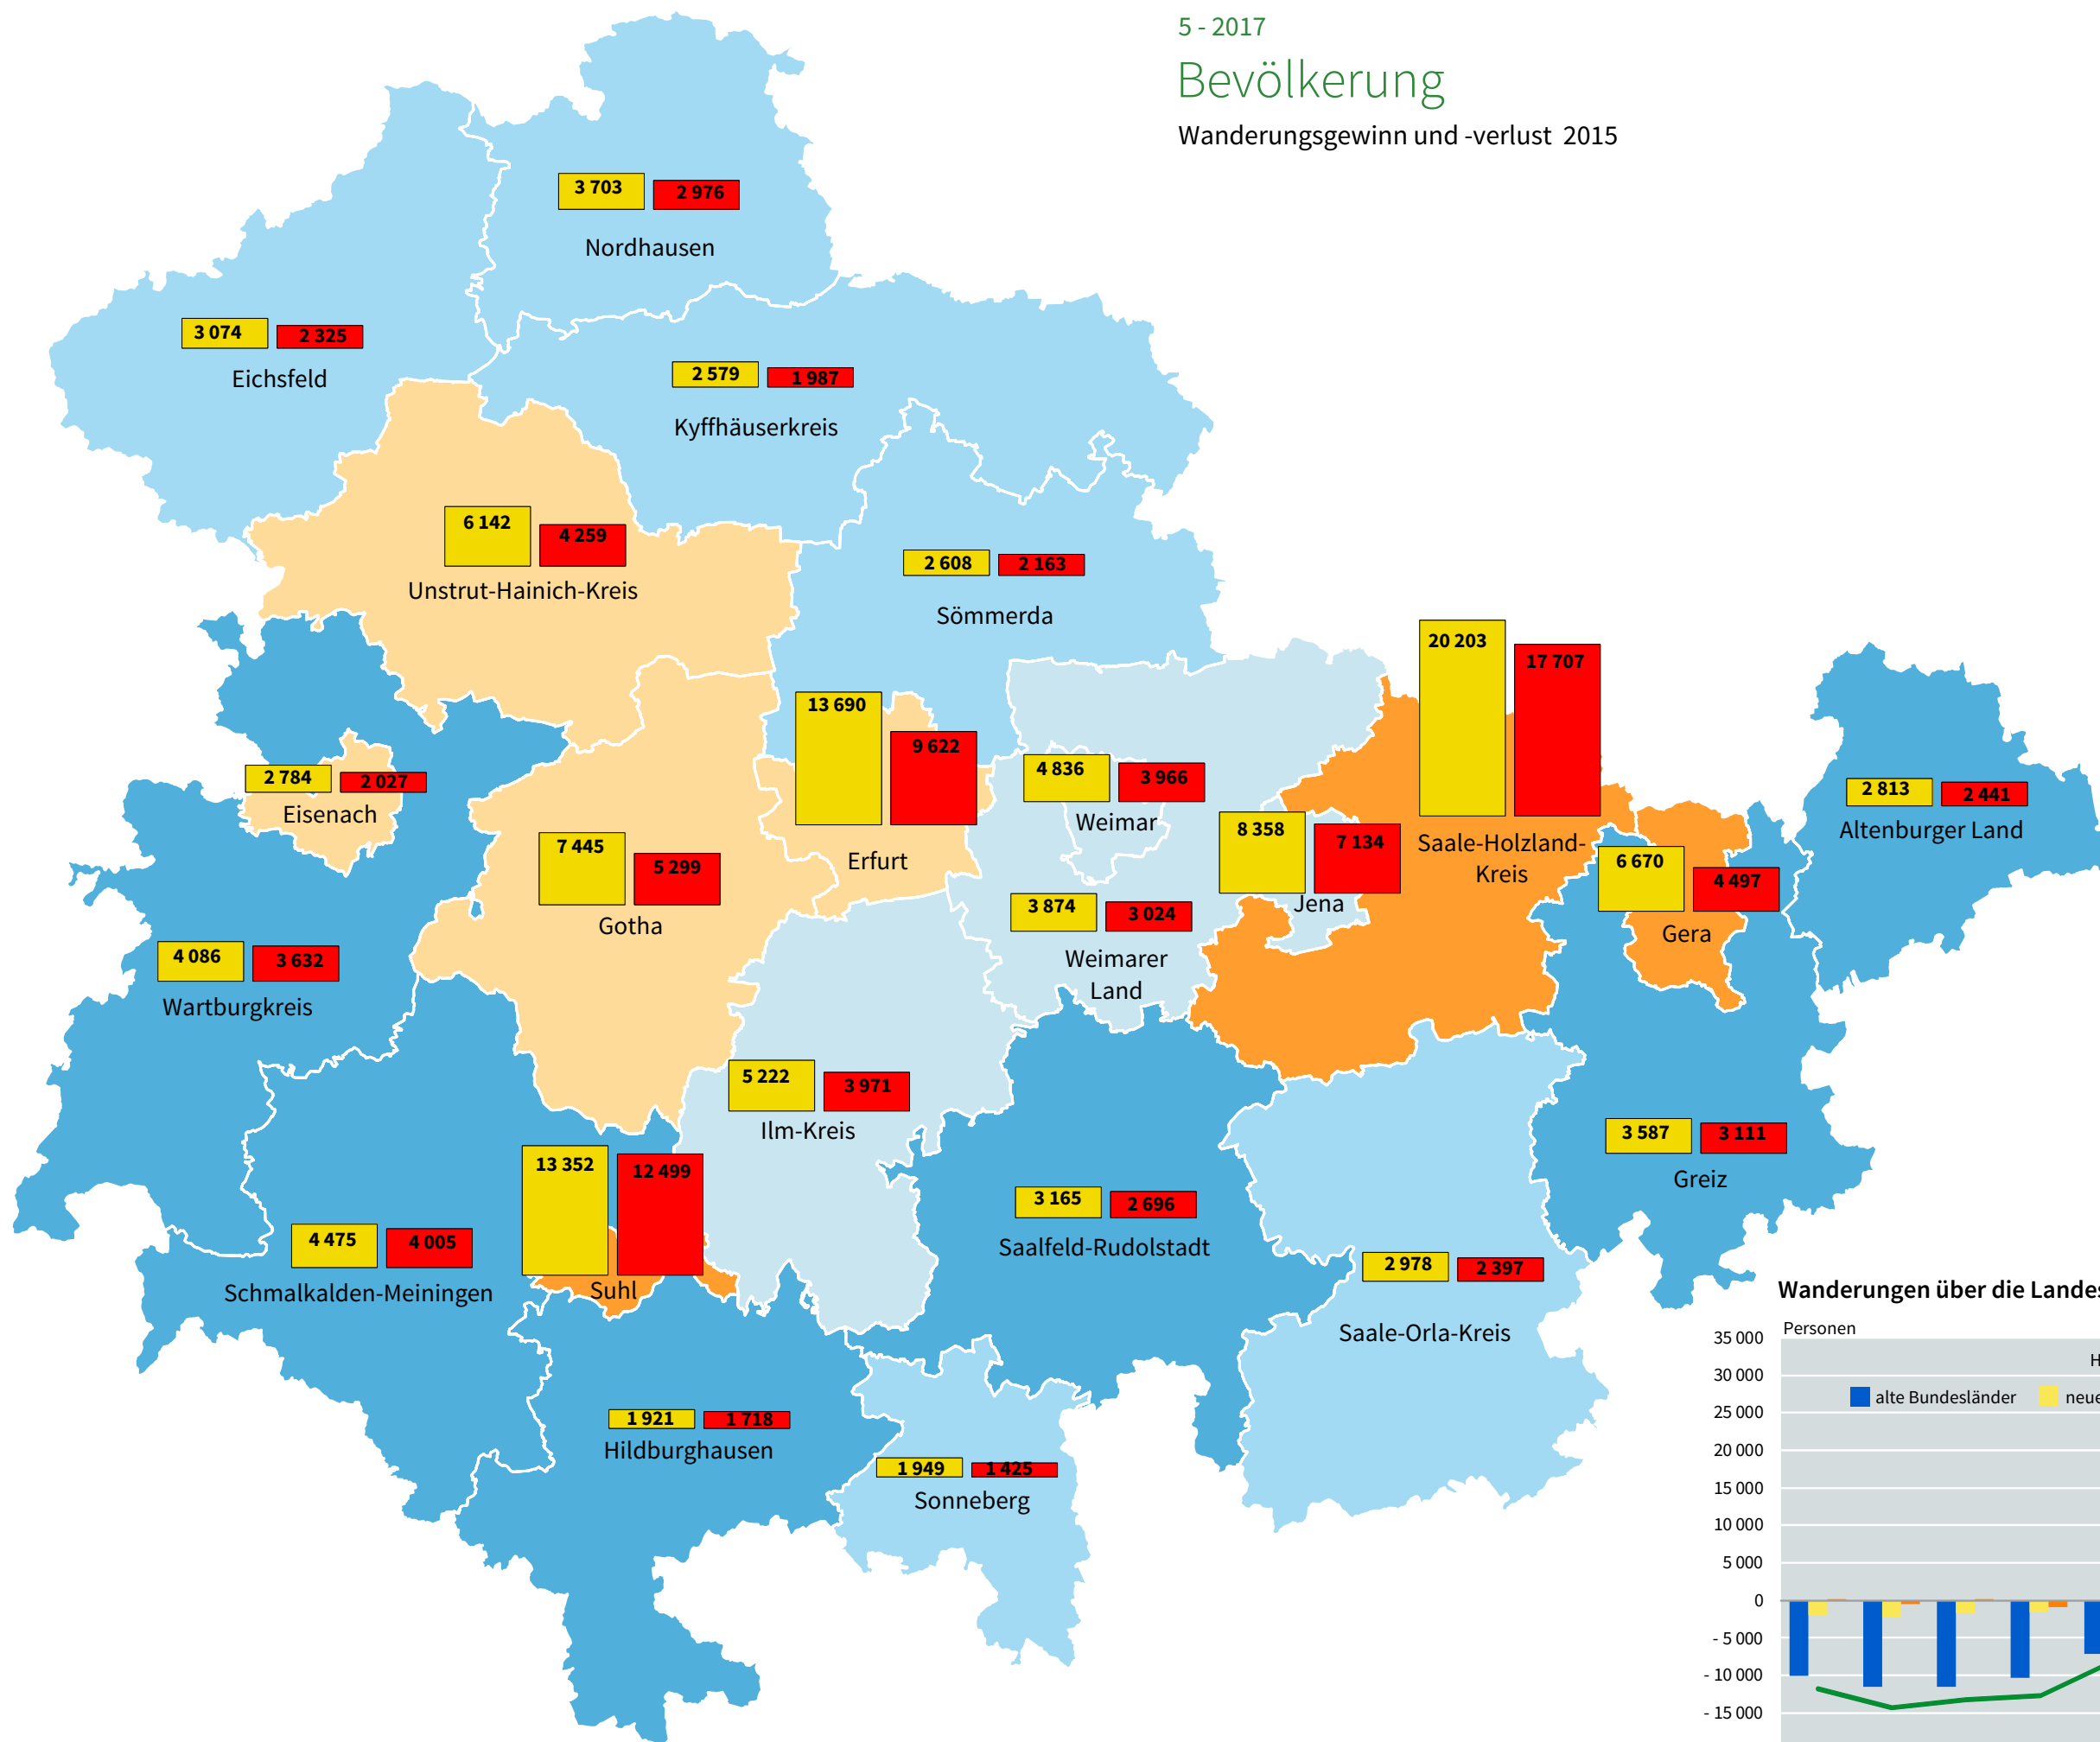 5 - 2017
Bevölkerung
Wanderungsgewinn und -verlust 2015
3 703
2 976
Nordhausen
3 074
2 325
Eichsfeld
2 579
1 987
Kyffhäuserkreis
6 142
4 259
Unstrut-Hainich-Kreis
2 608
2 163
Sömmerda
20 203
17 707
Saale-Holzland-
Kreis
13 690
9 622
Erfurt
4 836
3 966
Weimar
2 784
2 027
Eisenach
2 813
2 441
Altenburger Land
7 445
5 299
Gotha
8 358
7 134
Jena
6 670
4 497
Gera
3 874
3 024
Weimarer
Land
4 086
3 632
Wartburgkreis
5 222
3 971
Ilm-Kreis
3 587
3 111
Greiz
13 352
12 499
Suhl
3 165
2 696
Saalfeld-Rudolstadt
4 475
4 005
Schmalkalden-Meiningen
2 978
2 397
Saale-Orla-Kreis
1 921
1 718
Hildburghausen
1 949
1 425
Sonneberg
Wanderungen über die Landes
Personen
H
alte Bundesländer
neue
35 000
30 000
25 000
20 000
15 000
10 000
5 000
0
- 5 000
- 10 000
- 15 000